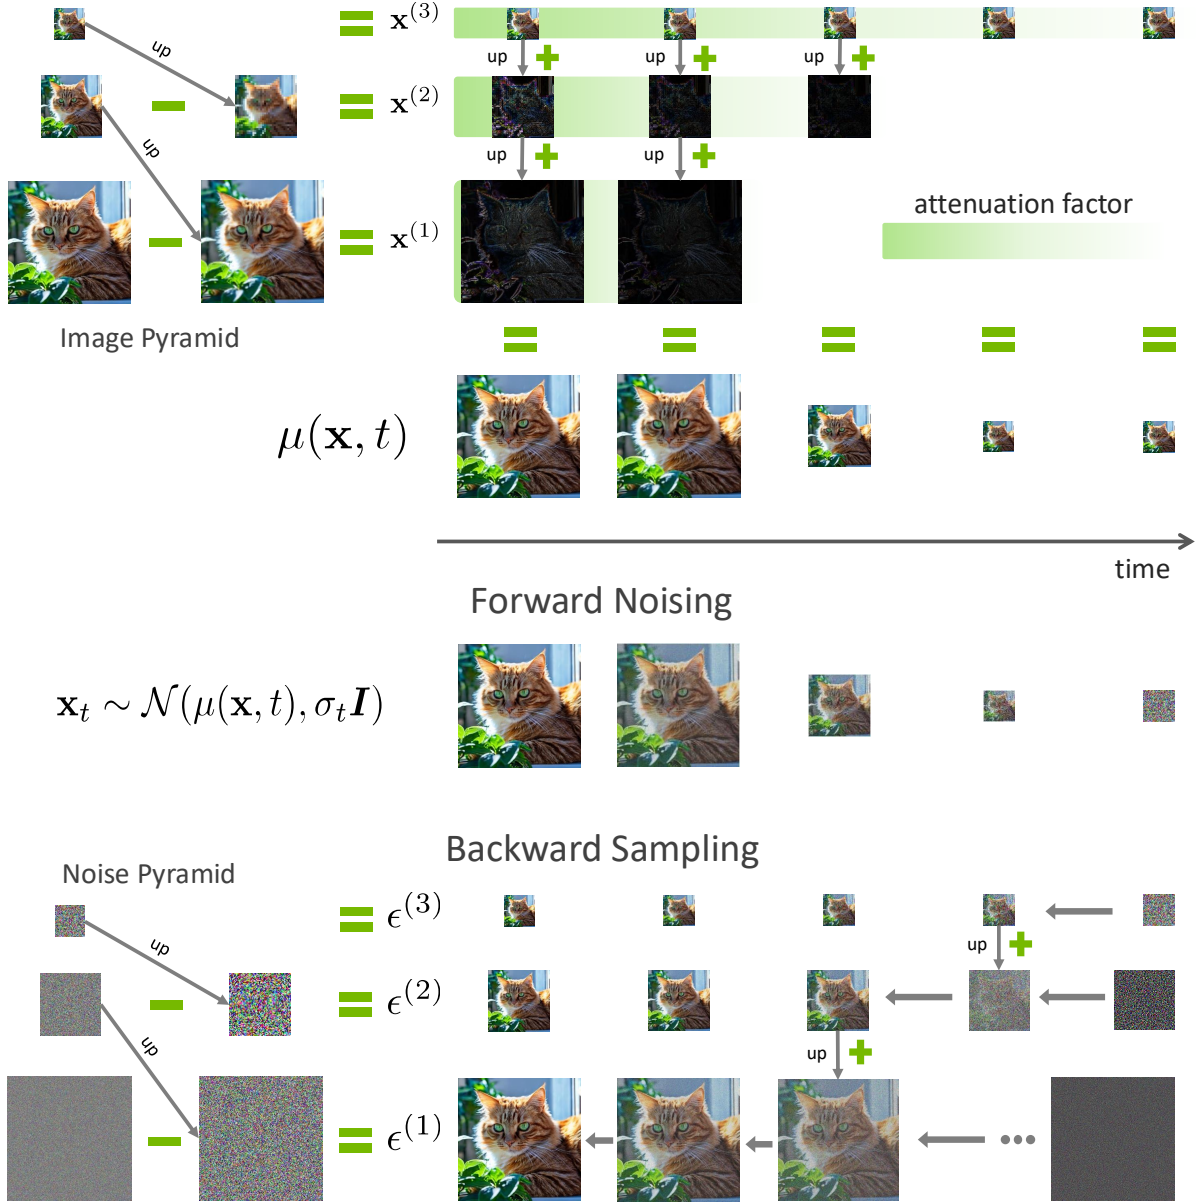 = x^{(3)}
up
up + up + up +
− = x^{(2)}
up
up + up +
− = x^{(1)}
attenuation factor
Image Pyramid
= = = = =
μ(x, t)
time
Forward Noising
x_t ∼ N(μ(x, t), σ_t I)
Backward Sampling
Noise Pyramid
= ϵ^{(3)}
up
up +
− = ϵ^{(2)}
up
up +
− = ϵ^{(1)}
•••